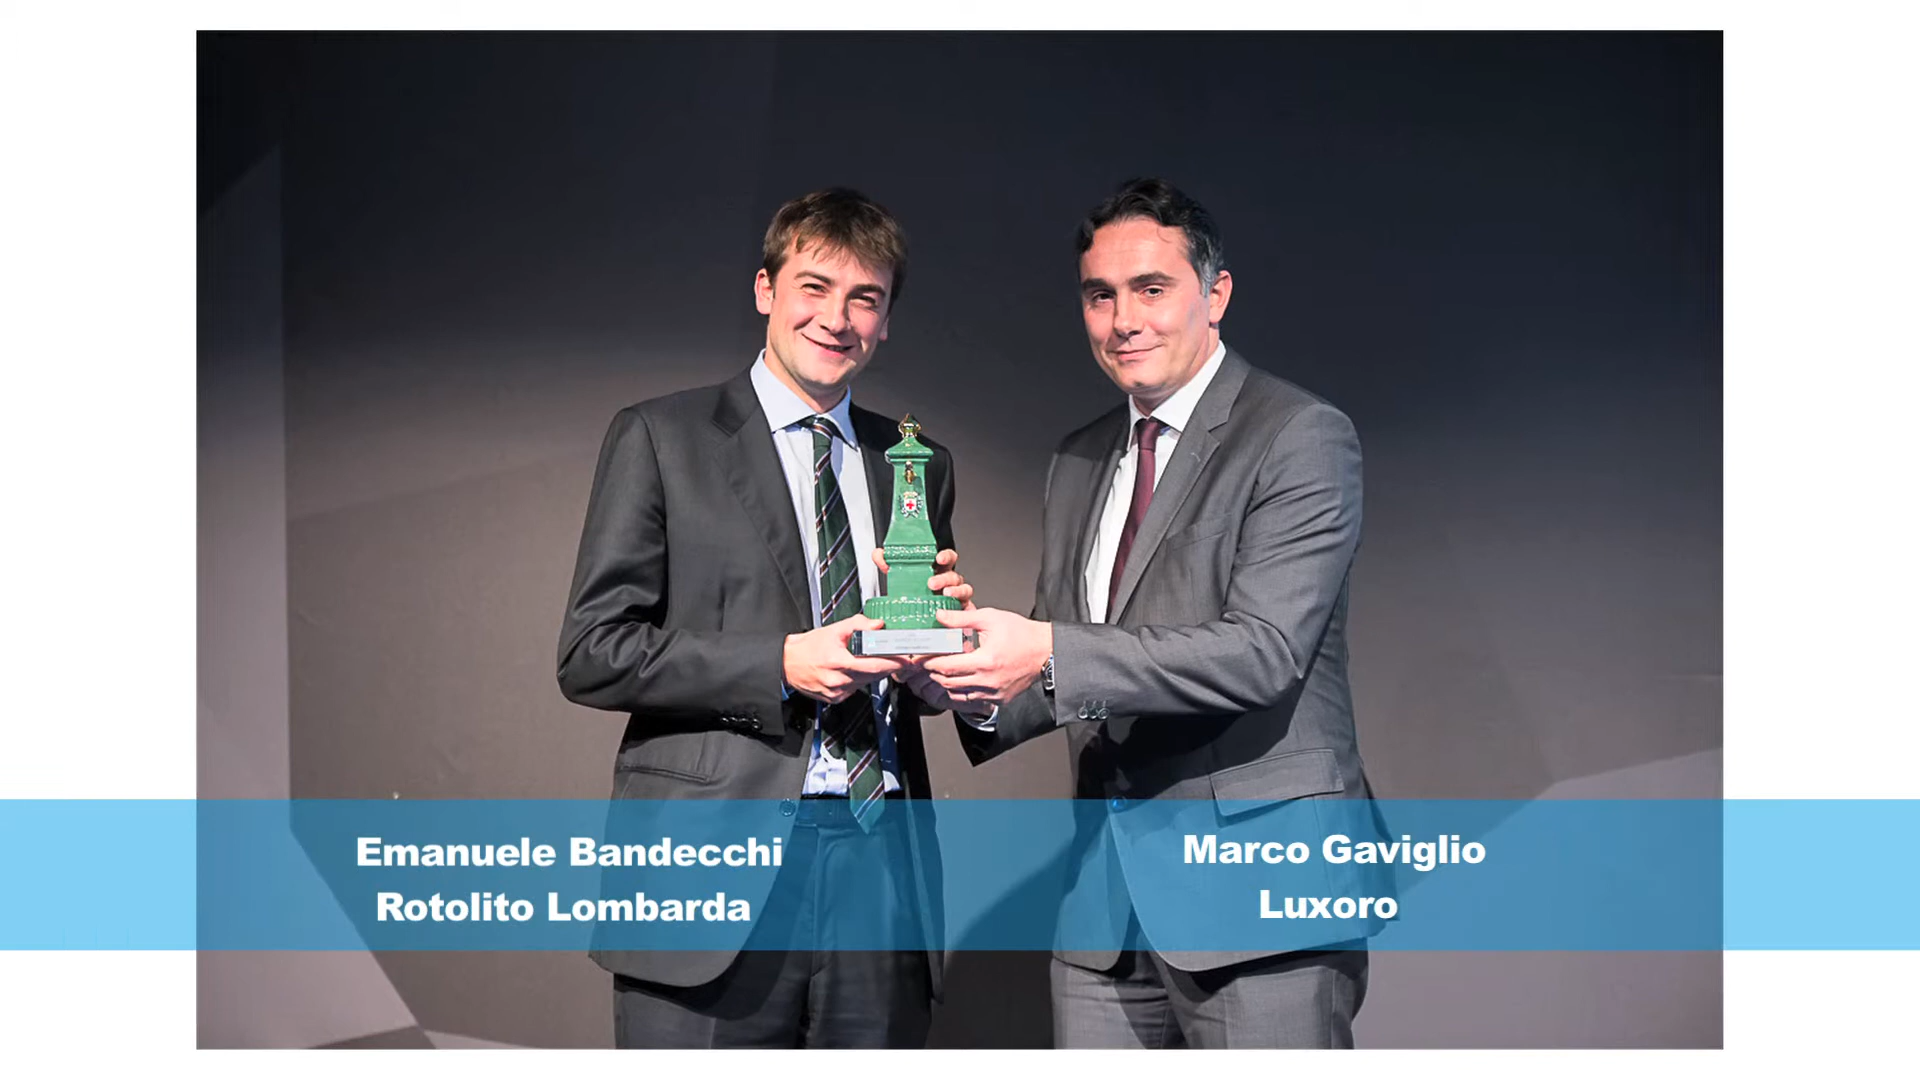 Emanuele Bandecchi
Rotolito Lombarda
Marco Gaviglio
Luxoro